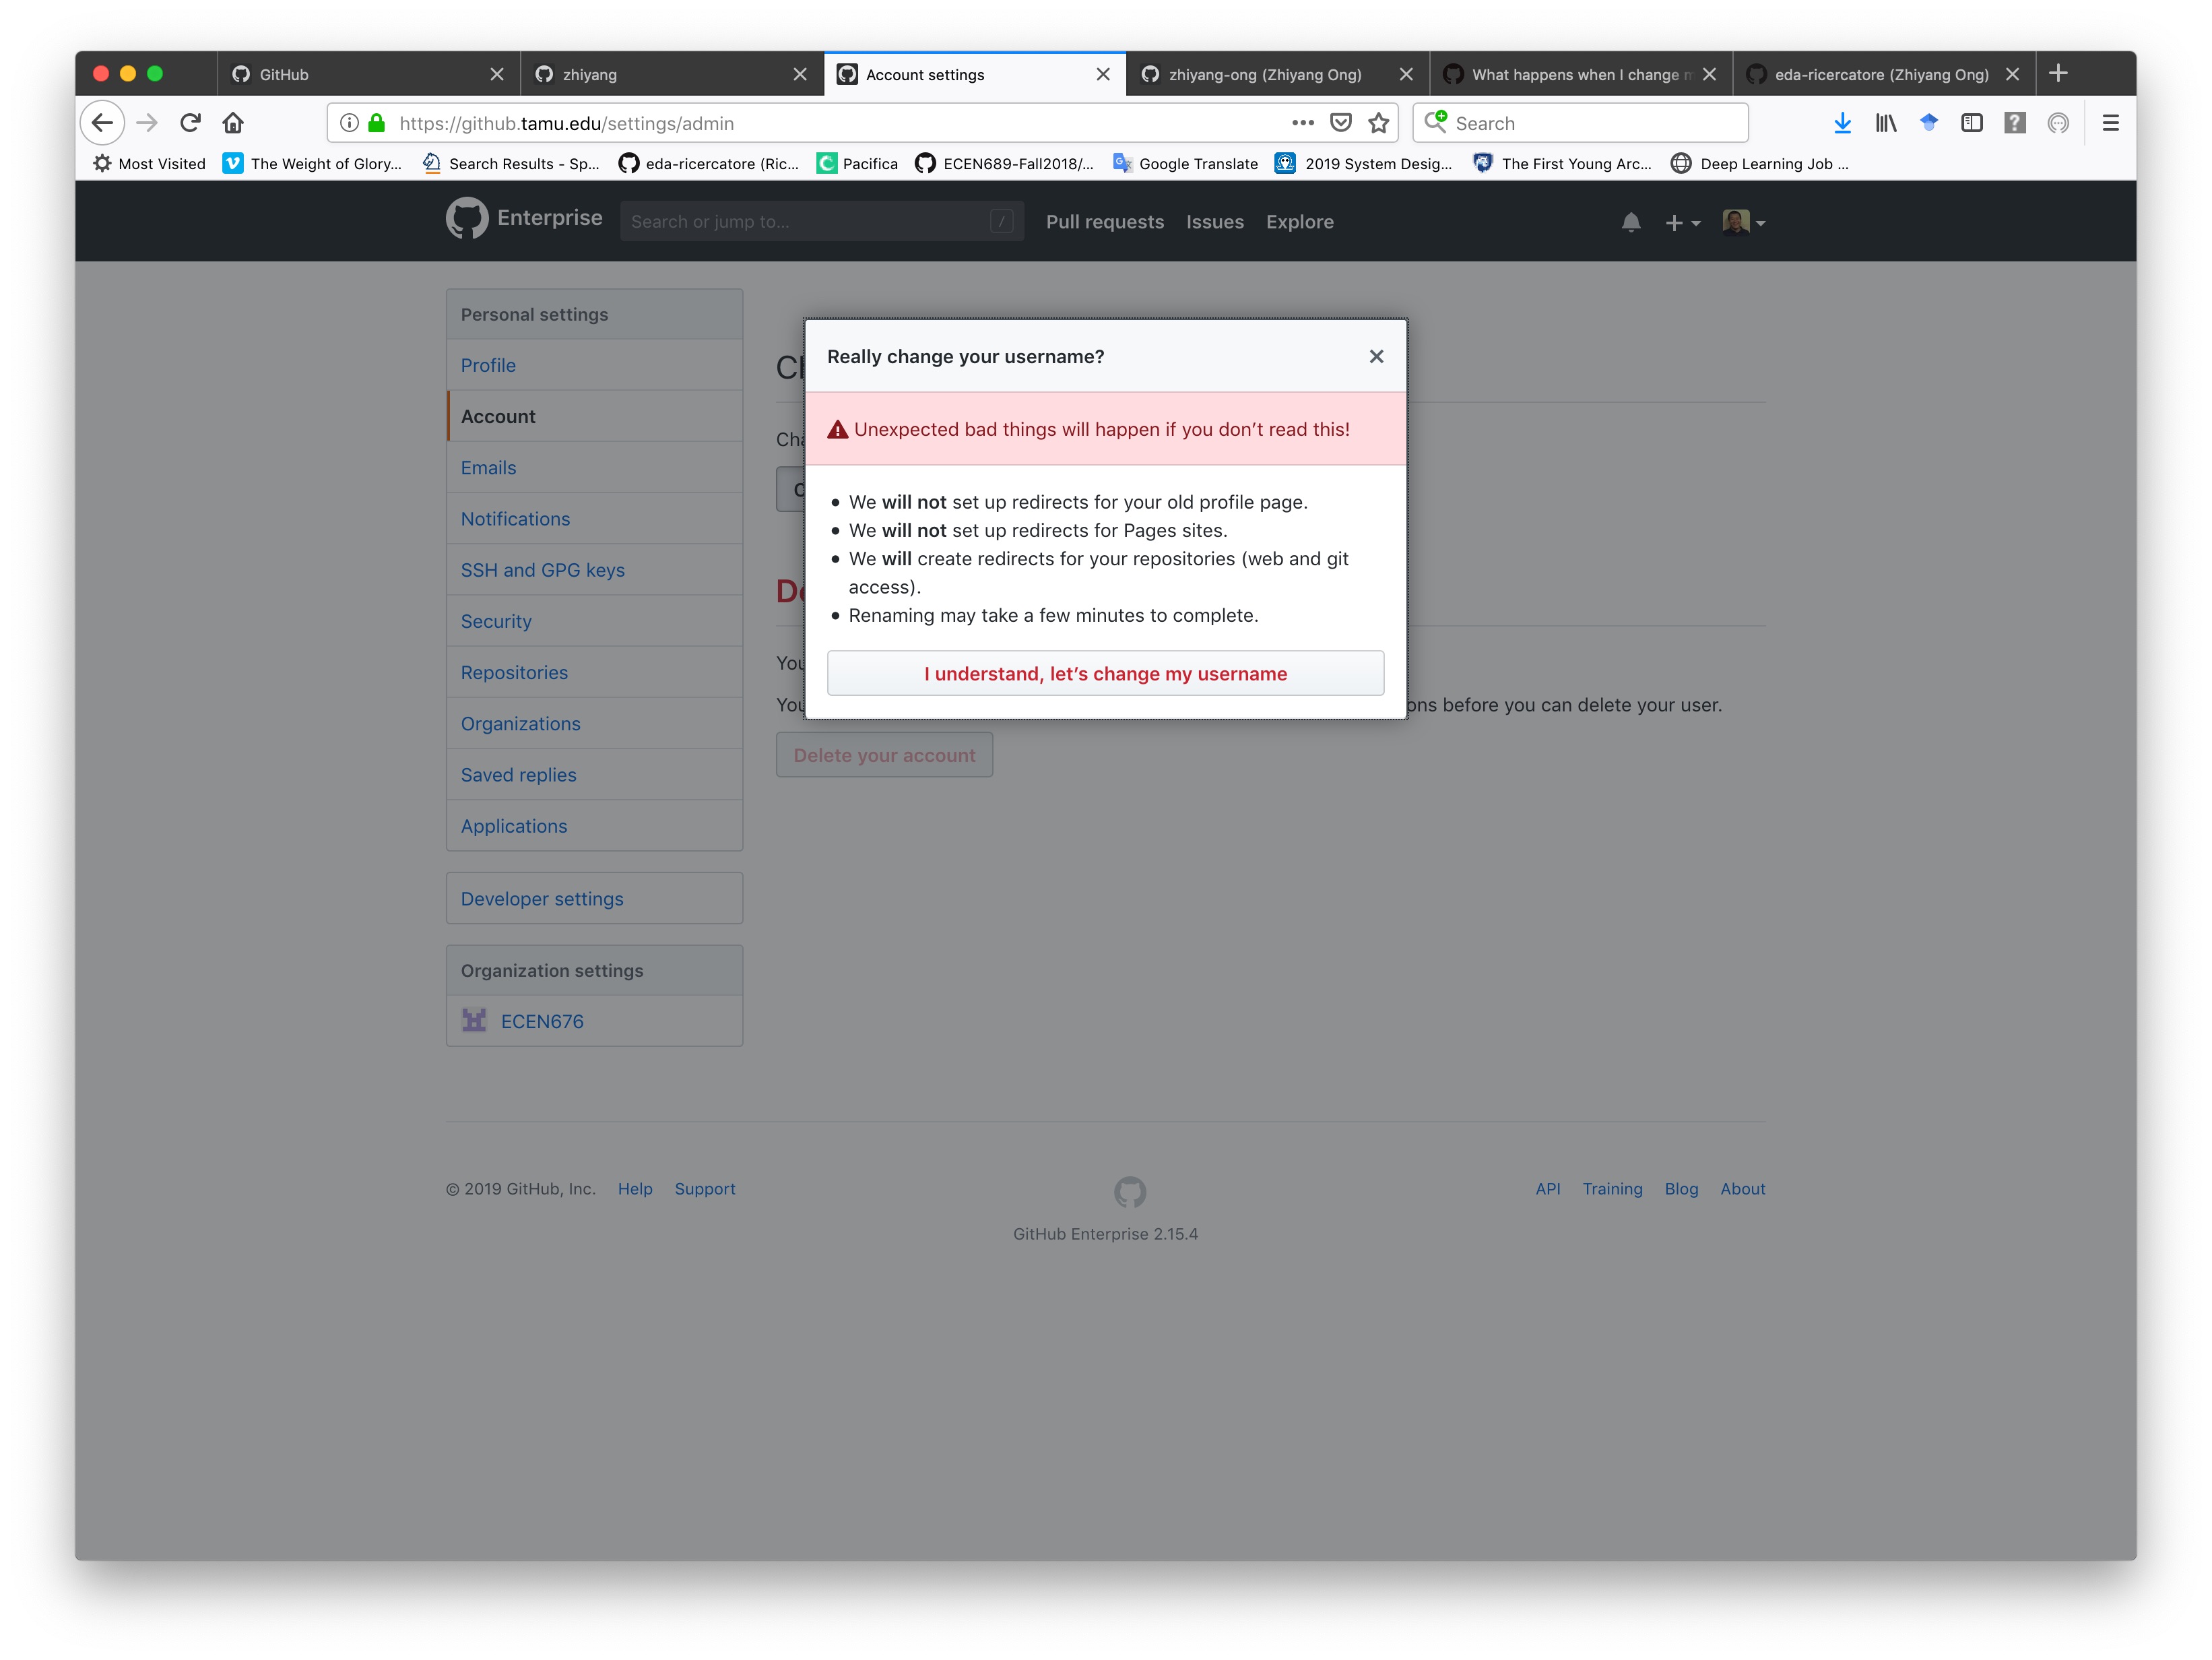 GitHub
zhiyang
Account settings
zhiyang-ong (Zhiyang Ong)
What happens when I change
eda-ricercatore (Zhiyang Ong)
https://github.tamu.edu/settings/admin
Search
Most Visited
The Weight of Glory...
Search Results - Sp...
eda-ricercatore (Ric...
Pacifica
ECEN689-Fall2018/...
Google Translate
2019 System Desig...
The First Young Arc...
Deep Learning Job ...
Enterprise
Search or jump to...
/
Pull requests
Issues
Explore
Personal settings
Profile
Account
Emails
Notifications
SSH and GPG keys
Security
Repositories
Organizations
Saved replies
Applications
Developer settings
Organization settings
ECEN676
Really change your username?
Unexpected bad things will happen if you don’t read this!
We will not set up redirects for your old profile page.
We will not set up redirects for Pages sites.
We will create redirects for your repositories (web and git
access).
Renaming may take a few minutes to complete.
I understand, let’s change my username
before you can delete your user.
Delete your account
© 2019 GitHub, Inc.
Help
Support
GitHub Enterprise 2.15.4
API
Training
Blog
About